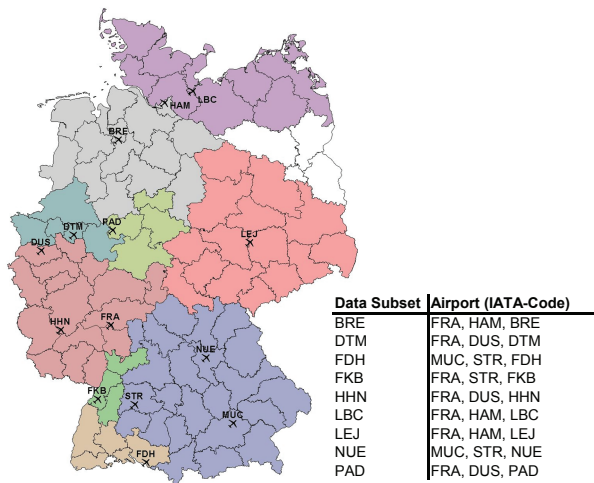 LBC
HAM
BRE
PAD
DTM
DUS
LEJ
HHN
FRA
NUE
FKB
STR
MUC
FDH
Data Subset Airport (IATA-Code)
BRE FRA, HAM, BRE
DTM FRA, DUS, DTM
FDH MUC, STR, FDH
FKB FRA, STR, FKB
HHN FRA, DUS, HHN
LBC FRA, HAM, LBC
LEJ FRA, HAM, LEJ
NUE MUC, STR, NUE
PAD FRA, DUS, PAD